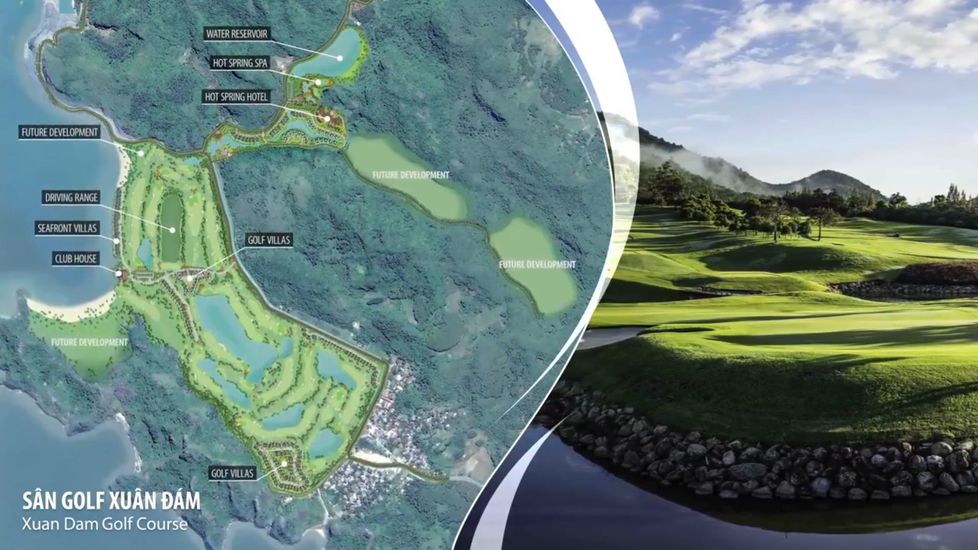 WATER RESERVOIR
HOT SPRING SPA
HOT SPRING HOTEL
FUTURE DEVELOPMENT
FUTURE DEVELOPMENT
DRIVING RANGE
SEAFRONT VILLAS
GOLF VILLAS
CLUB HOUSE
FUTURE DEVELOPMENT
FUTURE DEVELOPMENT
GOLF VILLAS
SÂN GOLF XUÂN ĐÁM
Xuan Dam Golf Course